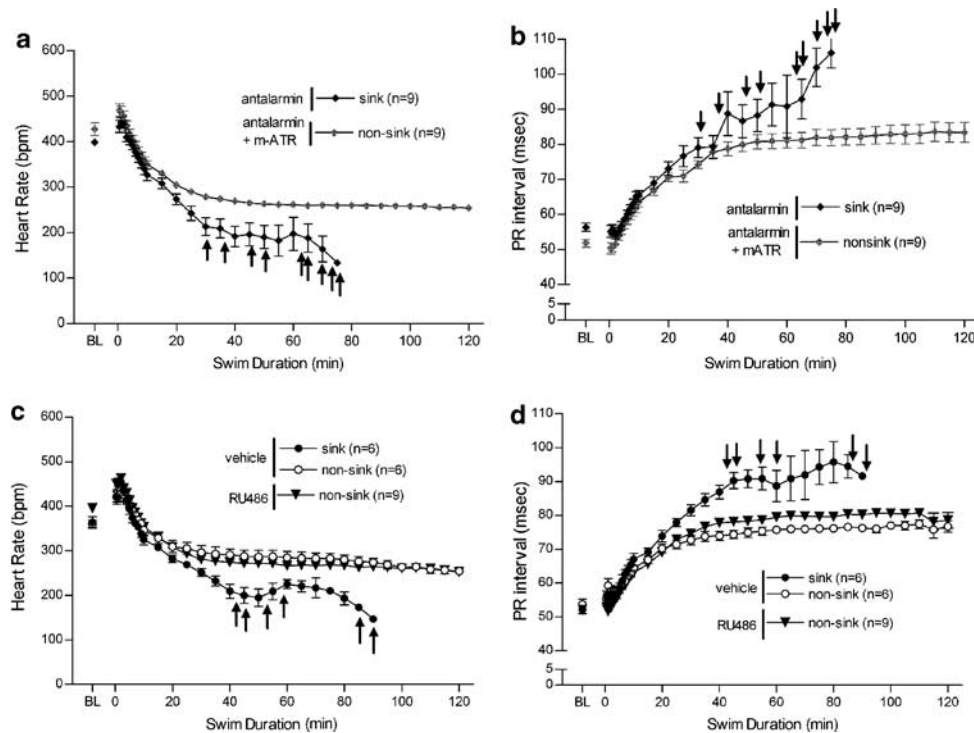 a
600
500
400
300
200
100
0
Heart Rate (bpm)
antalarmin
sink (n=9)
antalarmin
+ m-ATR
non-sink (n=9)
BL 0 20 40 60 80 100 120
Swim Duration (min)
b
110
100
90
80
70
60
50
40
5
0
PR interval (msec)
antalarmin
sink (n=9)
antalarmin
+ mATR
nonsink (n=9)
BL 0 20 40 60 80 100 120
Swim Duration (min)
c
600
500
400
300
200
100
0
Heart Rate (bpm)
vehicle
sink (n=6)
non-sink (n=6)
RU486
non-sink (n=9)
BL 0 20 40 60 80 100 120
Swim Duration (min)
d
110
100
90
80
70
60
50
40
5
0
PR interval (msec)
vehicle
sink (n=6)
non-sink (n=6)
RU486
non-sink (n=9)
BL 0 20 40 60 80 100 120
Swim Duration (min)